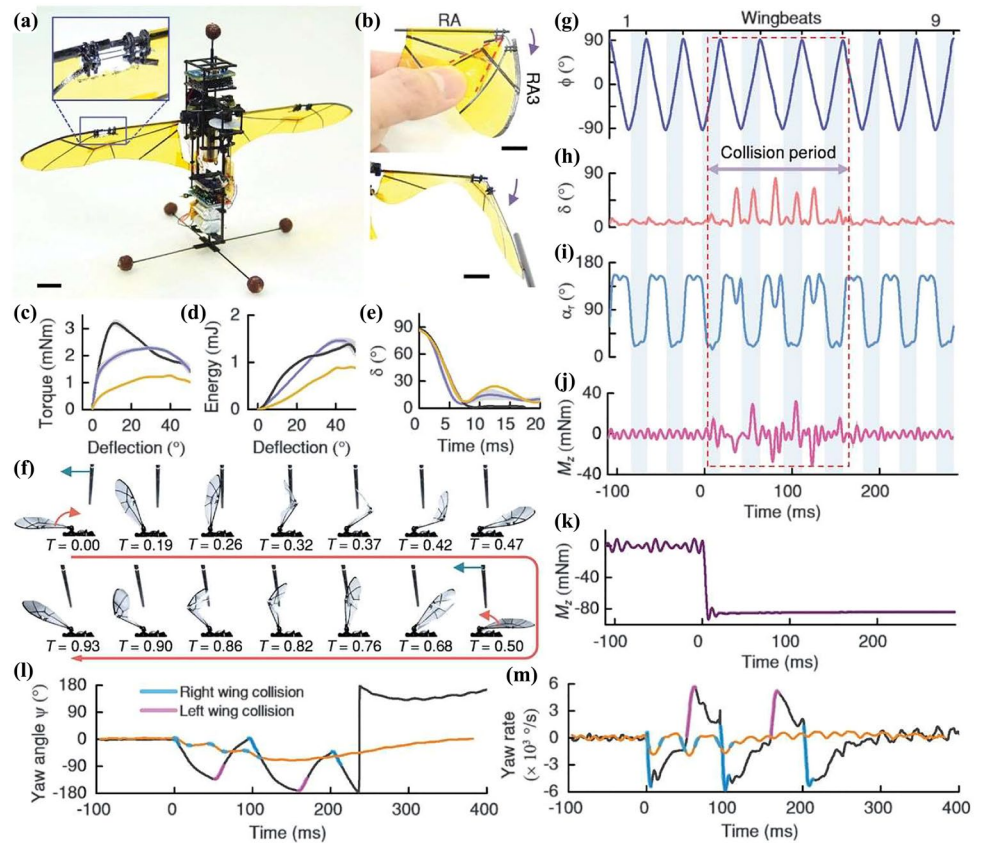 (a)
(b)
RA
RA3
(c)
Torque (mNm)
3
2
1
0
0 20 40
Deflection (°)
(d)
Energy (mJ)
2
1
0
0 20 40
Deflection (°)
(e)
δ (°)
90
60
30
0
0 5 10 15 20
Time (ms)
(f)
T = 0.00 T = 0.19 T = 0.26 T = 0.32 T = 0.37 T = 0.42 T = 0.47
T = 0.93 T = 0.90 T = 0.86 T = 0.82 T = 0.76 T = 0.68 T = 0.50
(g)
1 Wingbeats 9
ϕ (°)
90
0
-90
(h)
Collision period
δ (°)
90
0
(i)
αr (°)
180
90
0
(j)
Mz (mNm)
40
0
-40
-100 0 100 200
Time (ms)
(k)
Mz (mNm)
0
-40
-80
-100 0 100 200
Time (ms)
(l)
Yaw angle ψ (°)
180
90
0
-90
-180
Right wing collision
Left wing collision
-100 0 100 200 300 400
Time (ms)
(m)
Yaw rate
(× 10³ °/s)
6
3
0
-3
-6
-100 0 100 200 300 400
Time (ms)